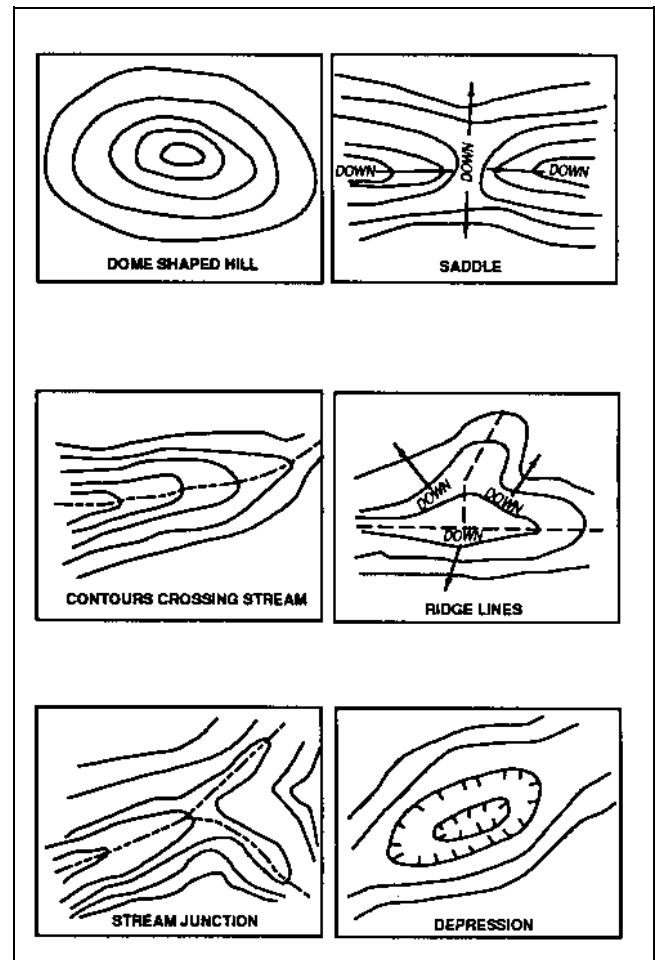 DOME SHAPED HILL
DOWN
DOWN
DOWN
SADDLE
CONTOURS CROSSING STREAM
DOWN
DOWN
DOWN
RIDGE LINES
STREAM JUNCTION
DEPRESSION